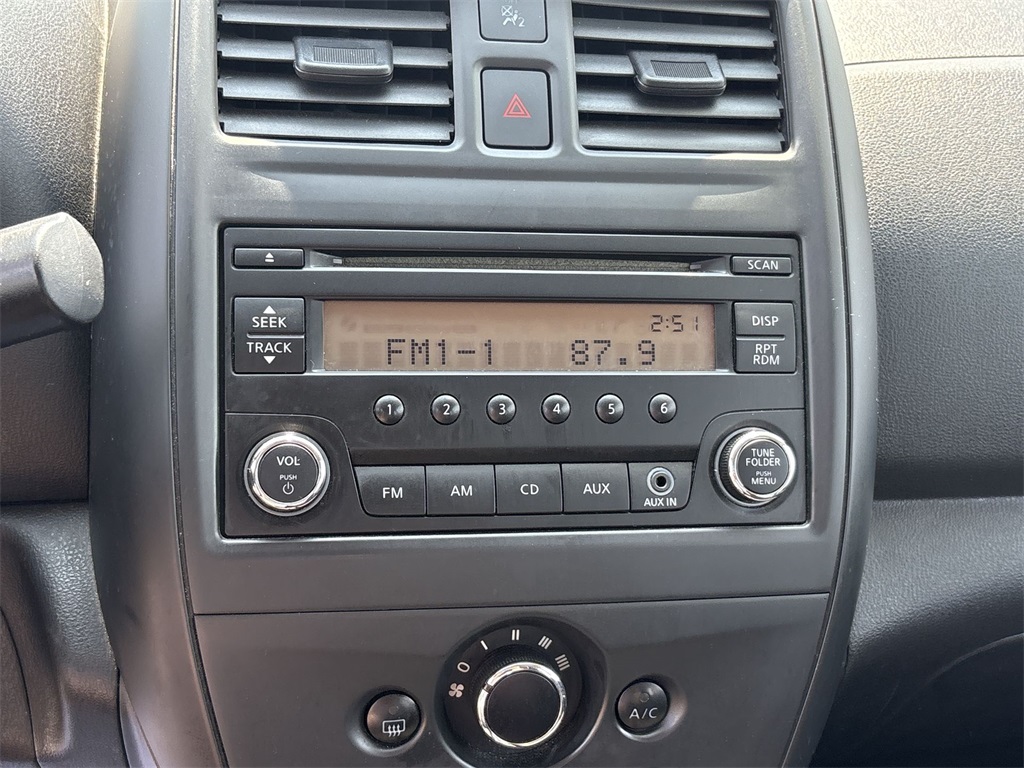 2
SCAN
SEEK
TRACK
2:51
FM1-1 87.9
DISP
RPT
RDM
1 2 3 4 5 6
VOL
PUSH
FM AM CD AUX
AUX IN
TUNE
FOLDER
PUSH
MENU
0
A/C